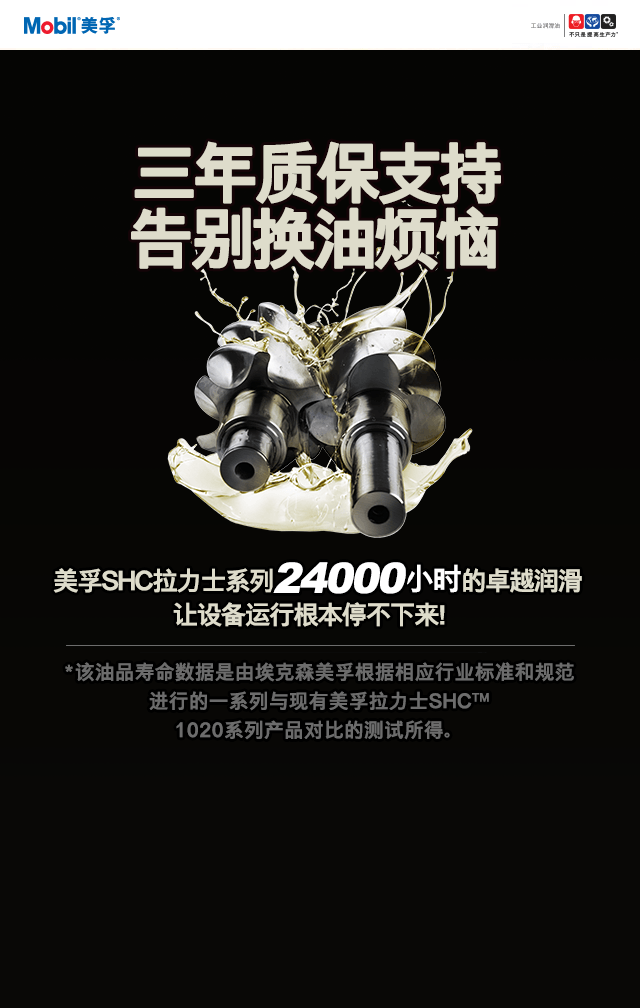 Mobil®美孚®
工业润滑油
不只是提高生产力®
三年质保支持
告别换油烦恼
美孚SHC拉力士系列24000小时的卓越润滑
让设备运行根本停不下来!
*该油品寿命数据是由埃克森美孚根据相应行业标准和规范
进行的一系列与现有美孚拉力士SHC™
1020系列产品对比的测试所得。